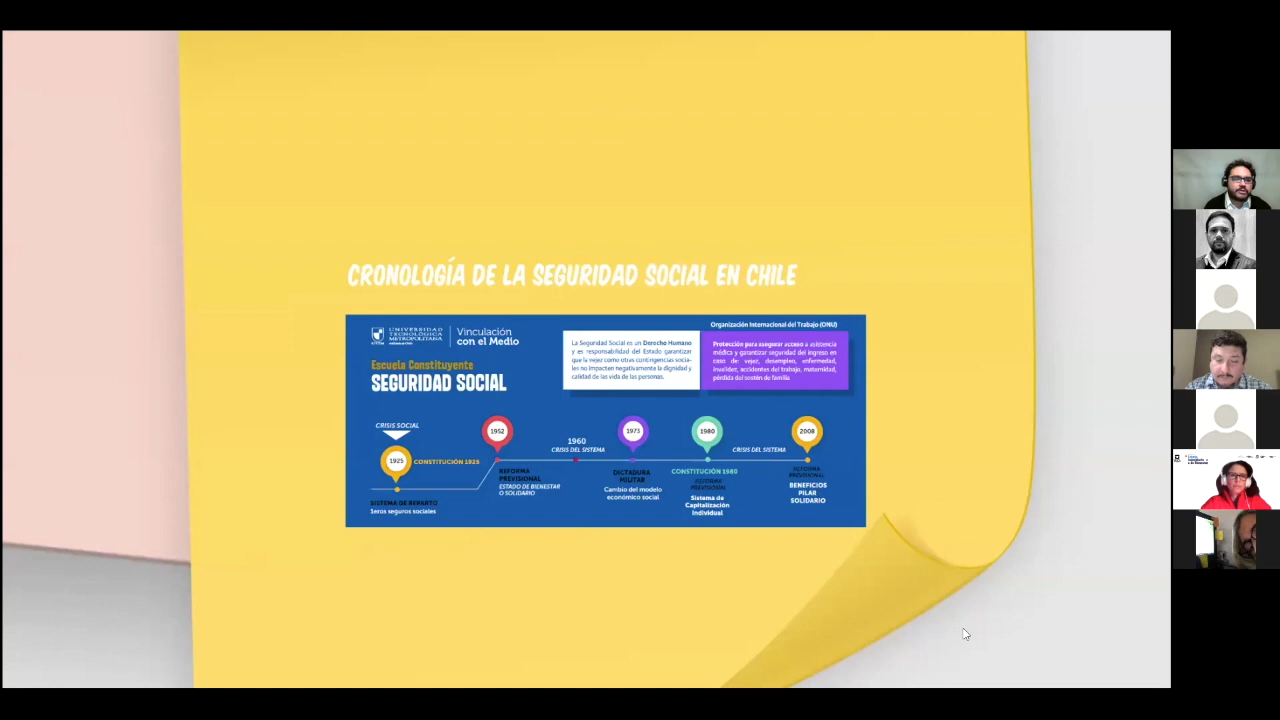 CRONOLOGÍA DE LA SEGURIDAD SOCIAL EN CHILE
UNIVERSIDAD
TECNOLÓGICA
METROPOLITANA
Vinculación
con el Medio
Escuela Constituyente
SEGURIDAD SOCIAL
La Seguridad Social es un Derecho Humano
y es responsabilidad del Estado garantizar
que la vejez como otras contingencias socia-
les no impacten negativamente la dignidad y
calidad de las vida de las personas.
Organización Internacional del Trabajo (ONU)
Protección para asegurar acceso a asistencia
médica y garantizar seguridad del ingreso en
caso de vejez, desempleo, enfermedad,
invalidez, accidentes del trabajo, maternidad,
pérdida del sostén de familia
CRISIS SOCIAL
1925
CONSTITUCIÓN 1925
SISTEMA DE REPARTO
1eros seguros sociales
1952
REFORMA
PREVISIONAL
ESTADO DE BIENESTAR
O SOLIDARIO
1960
CRISIS DEL SISTEMA
1973
DICTADURA
MILITAR
Cambio del modelo
económico social
1980
CONSTITUCIÓN 1980
REFORMA
PREVISIONAL
Sistema de
Capitalización
Individual
CRISIS DEL SISTEMA
2008
REFORMA
PREVISIONAL
BENEFICIOS
PILAR
SOLIDARIO